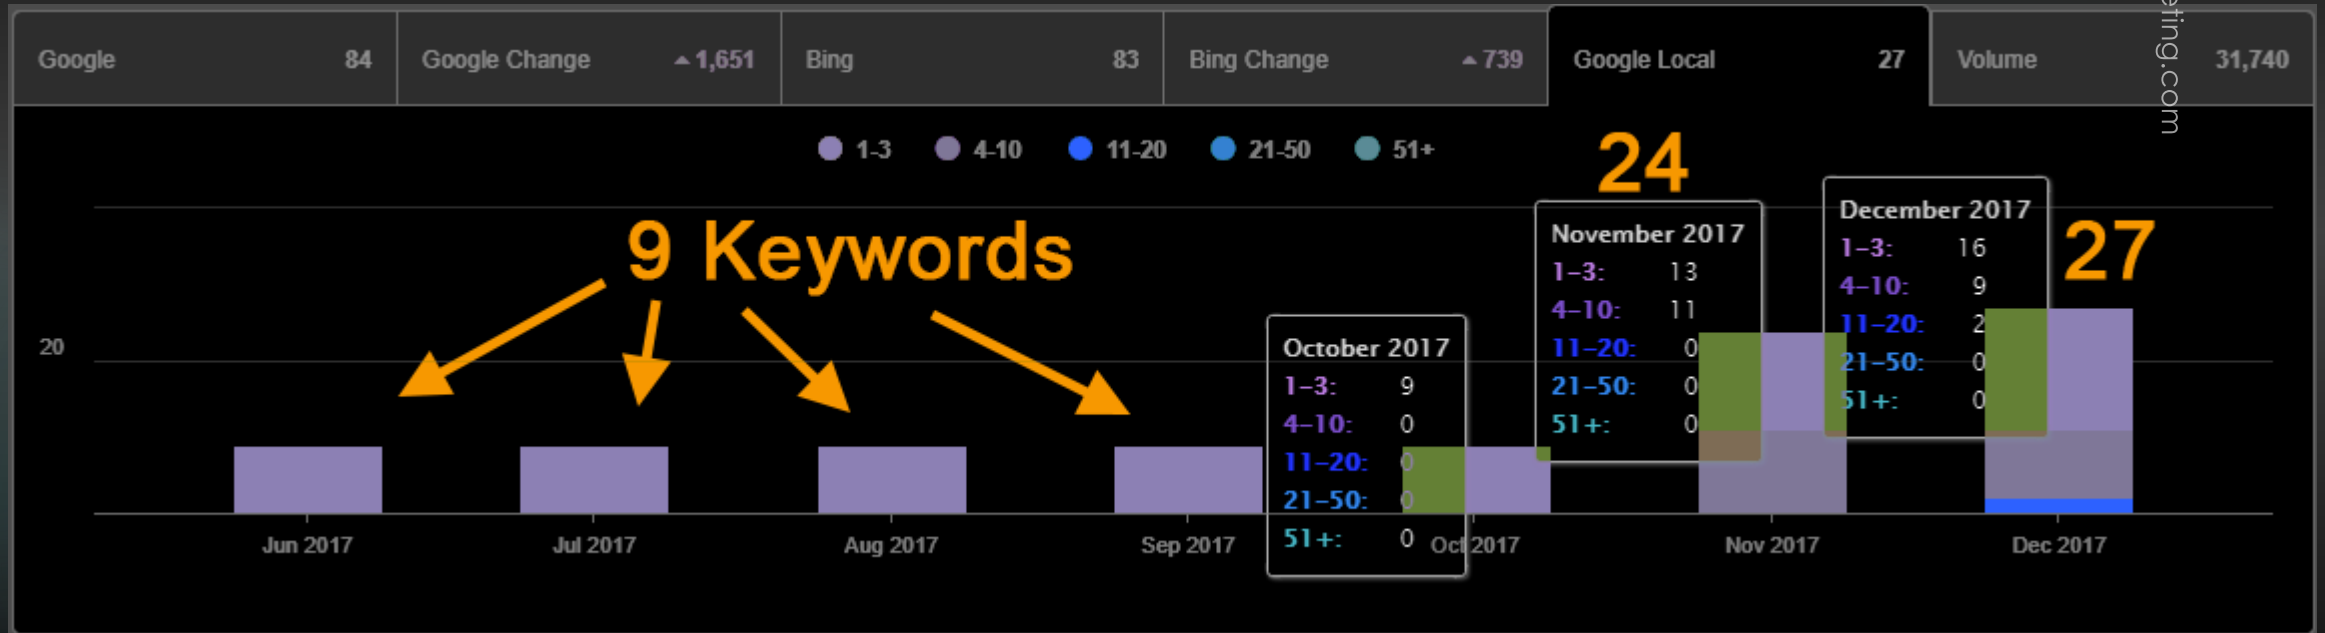 Google 84 Google Change ▲ 1,651 Bing 83 Bing Change ▲ 739 Google Local 27 Volume 31,740
eting.com
1-3 4-10 11-20 21-50 51+
24
27
9 Keywords
20
October 2017
1-3: 9
4-10: 0
11-20: 0
21-50: 0
51+: 0
November 2017
1-3: 13
4-10: 11
11-20: 0
21-50: 0
51+: 0
December 2017
1-3: 16
4-10: 9
11-20: 2
21-50: 0
51+: 0
Jun 2017 Jul 2017 Aug 2017 Sep 2017 Oct 2017 Nov 2017 Dec 2017